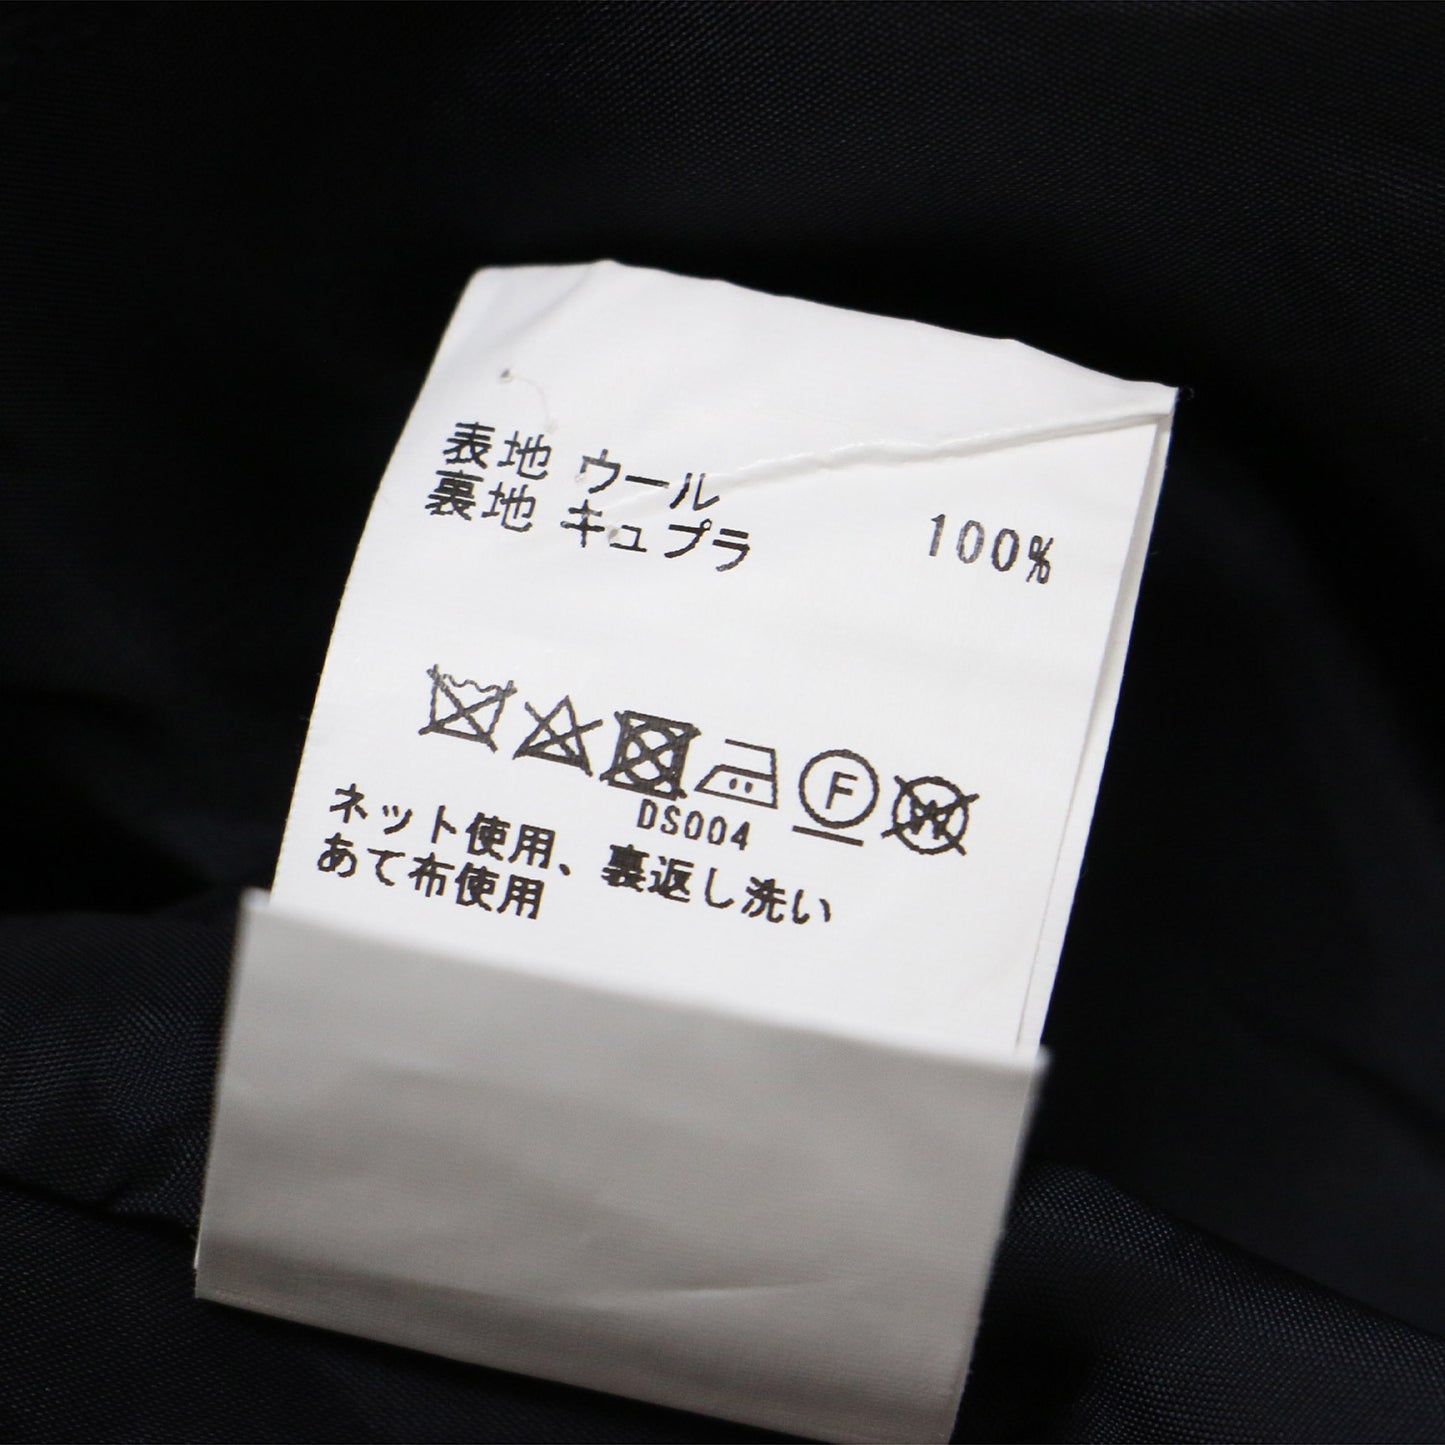 表地 ウール
裏地 キュプラ 100%
F W
DS004
ネット使用、裏返し洗い
あて布使用